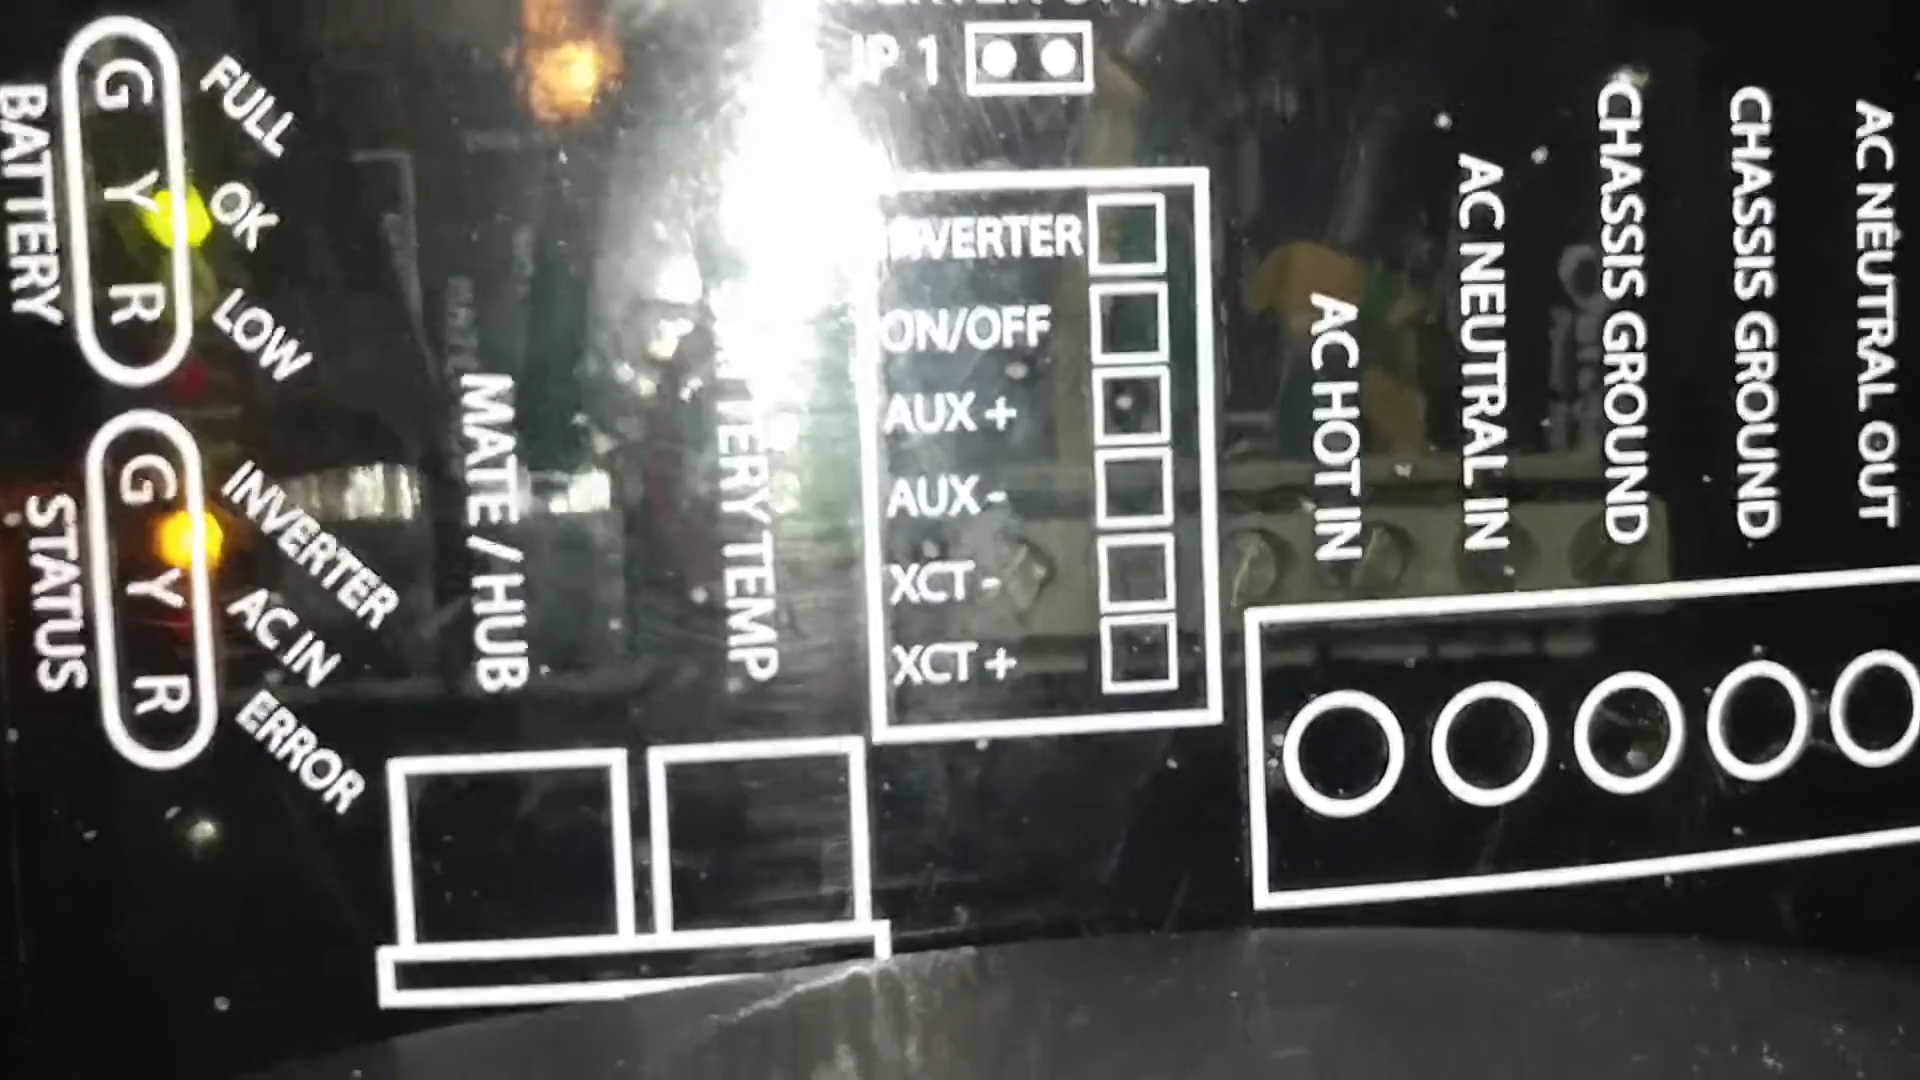 JP 1
BATTERY
G
Y
R
FULL
OK
LOW
STATUS
G
Y
R
INVERTER
AC IN
ERROR
MATE / HUB
TEMP
INVERTER
ON/OFF
AUX +
AUX -
XCT -
XCT +
AC HOT IN
AC NEUTRAL IN
CHASSIS GROUND
CHASSIS GROUND
AC NEUTRAL OUT